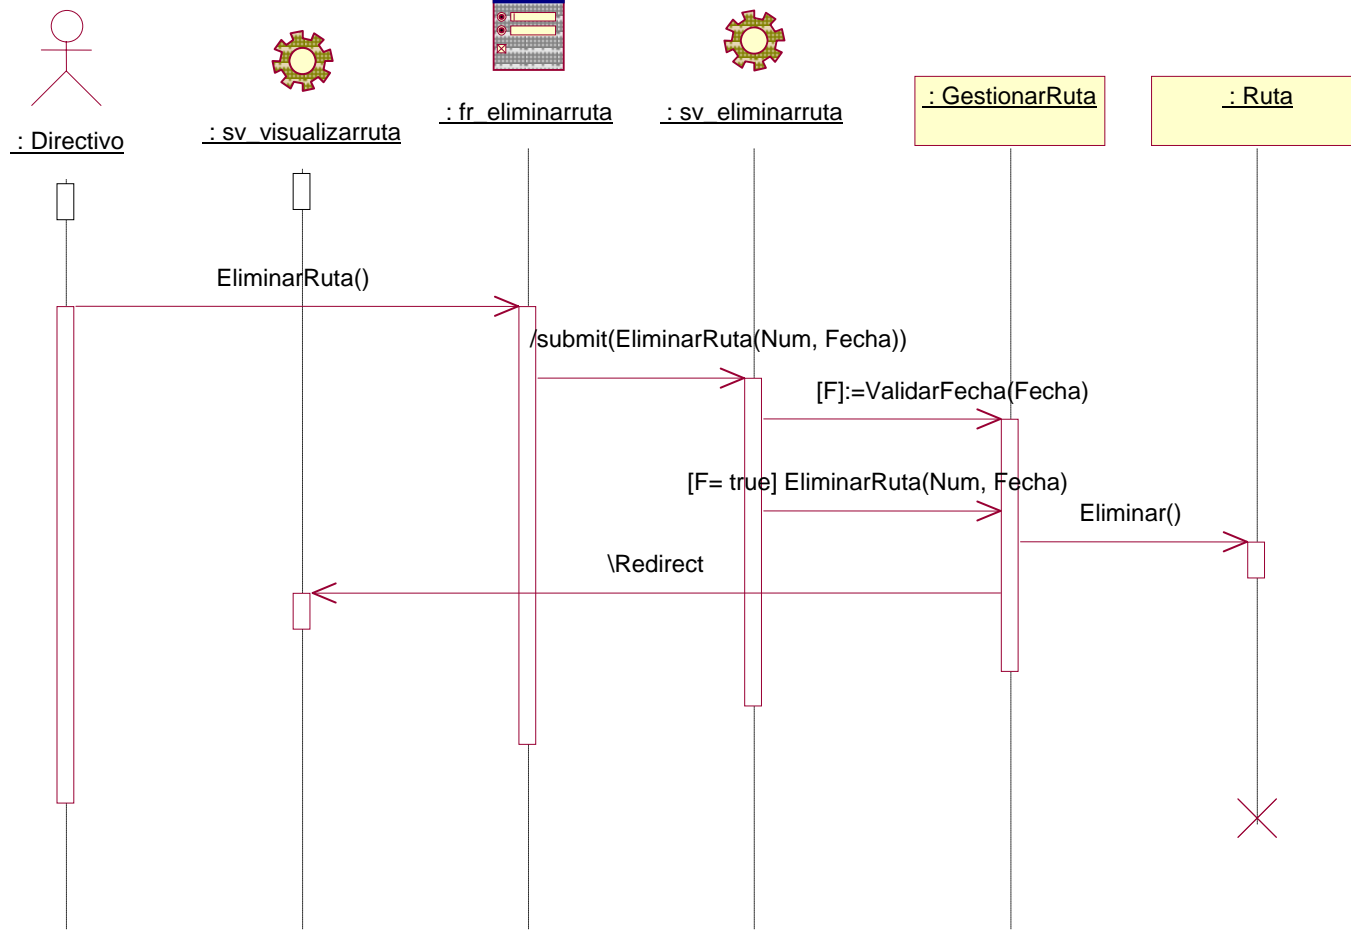 : Directivo
: sv_visualizarruta
: fr_eliminarruta
: sv_eliminarruta
: GestionarRuta
: Ruta
EliminarRuta()
/submit(EliminarRuta(Num, Fecha))
[F]:=ValidarFecha(Fecha)
[F= true] EliminarRuta(Num, Fecha)
Eliminar()
\Redirect